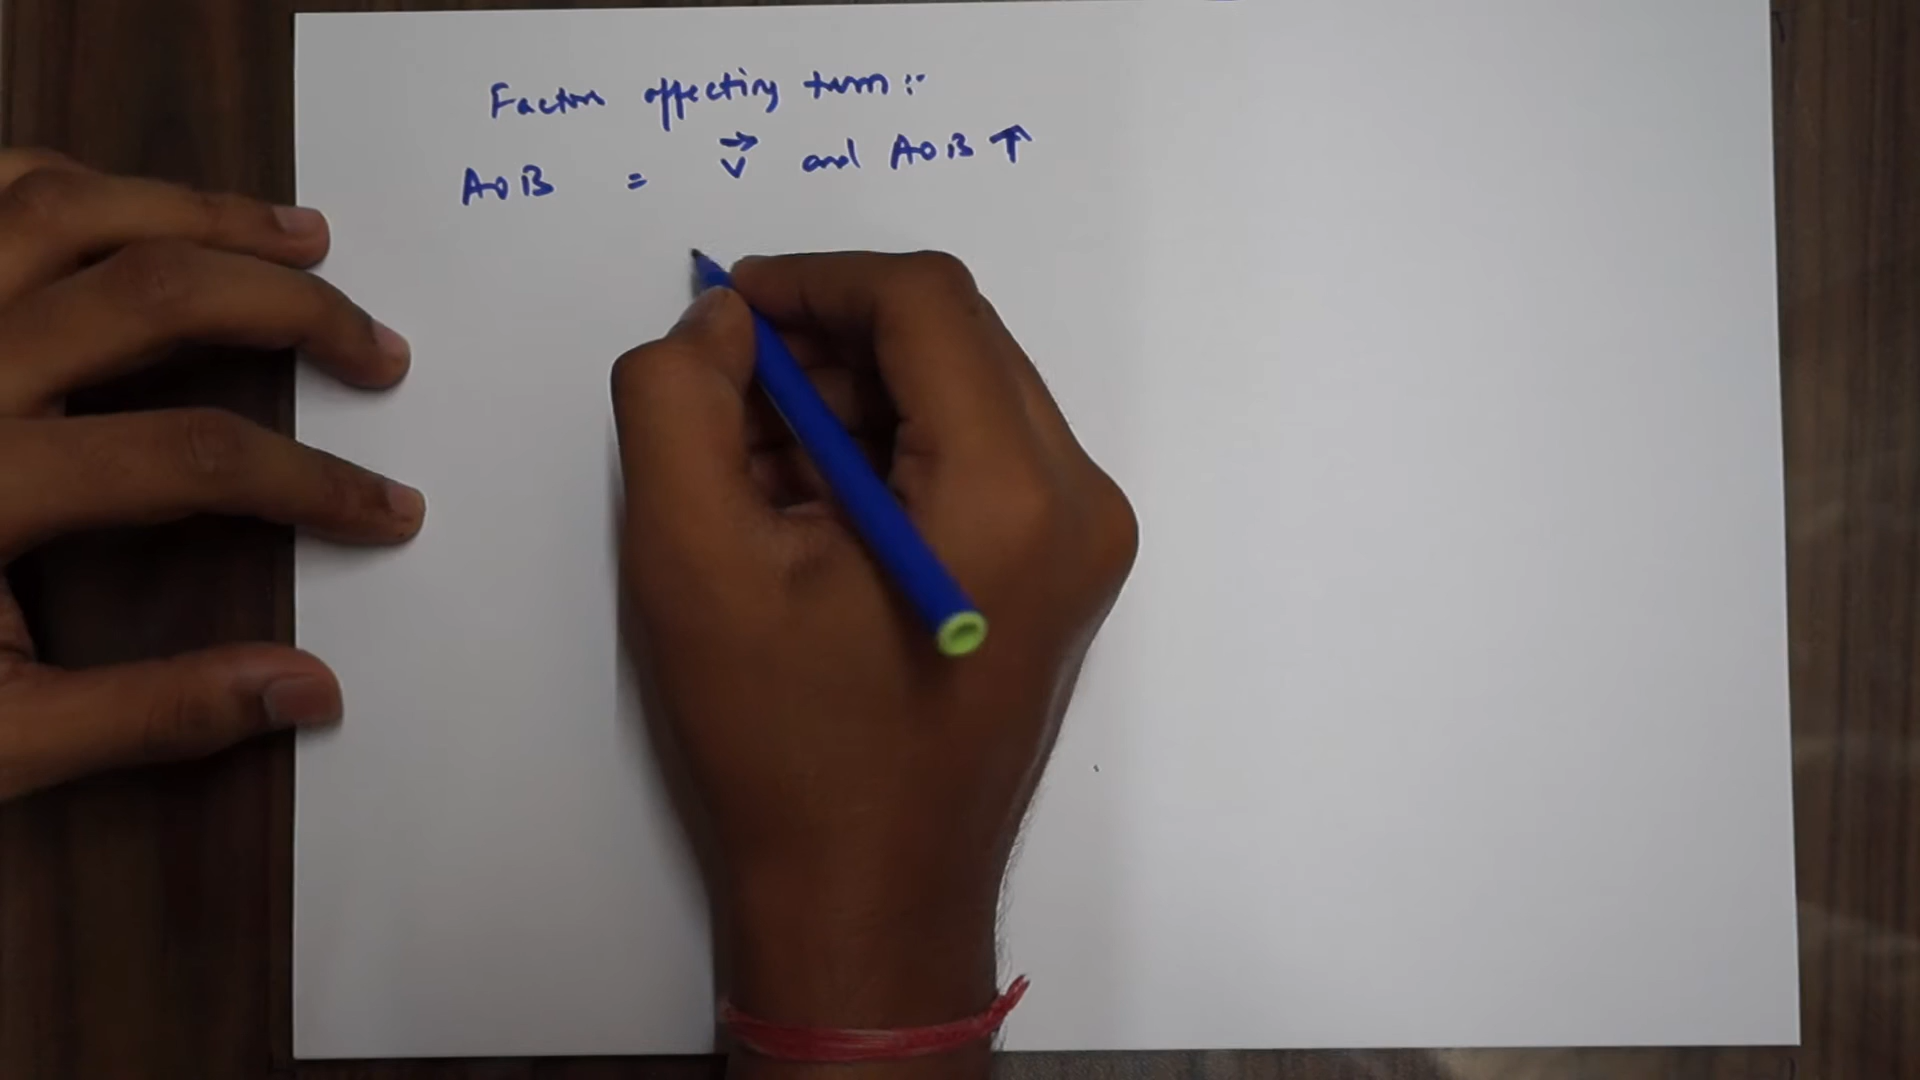 Factors affecting turn :-
AOB = v⃗ and AOB ↑